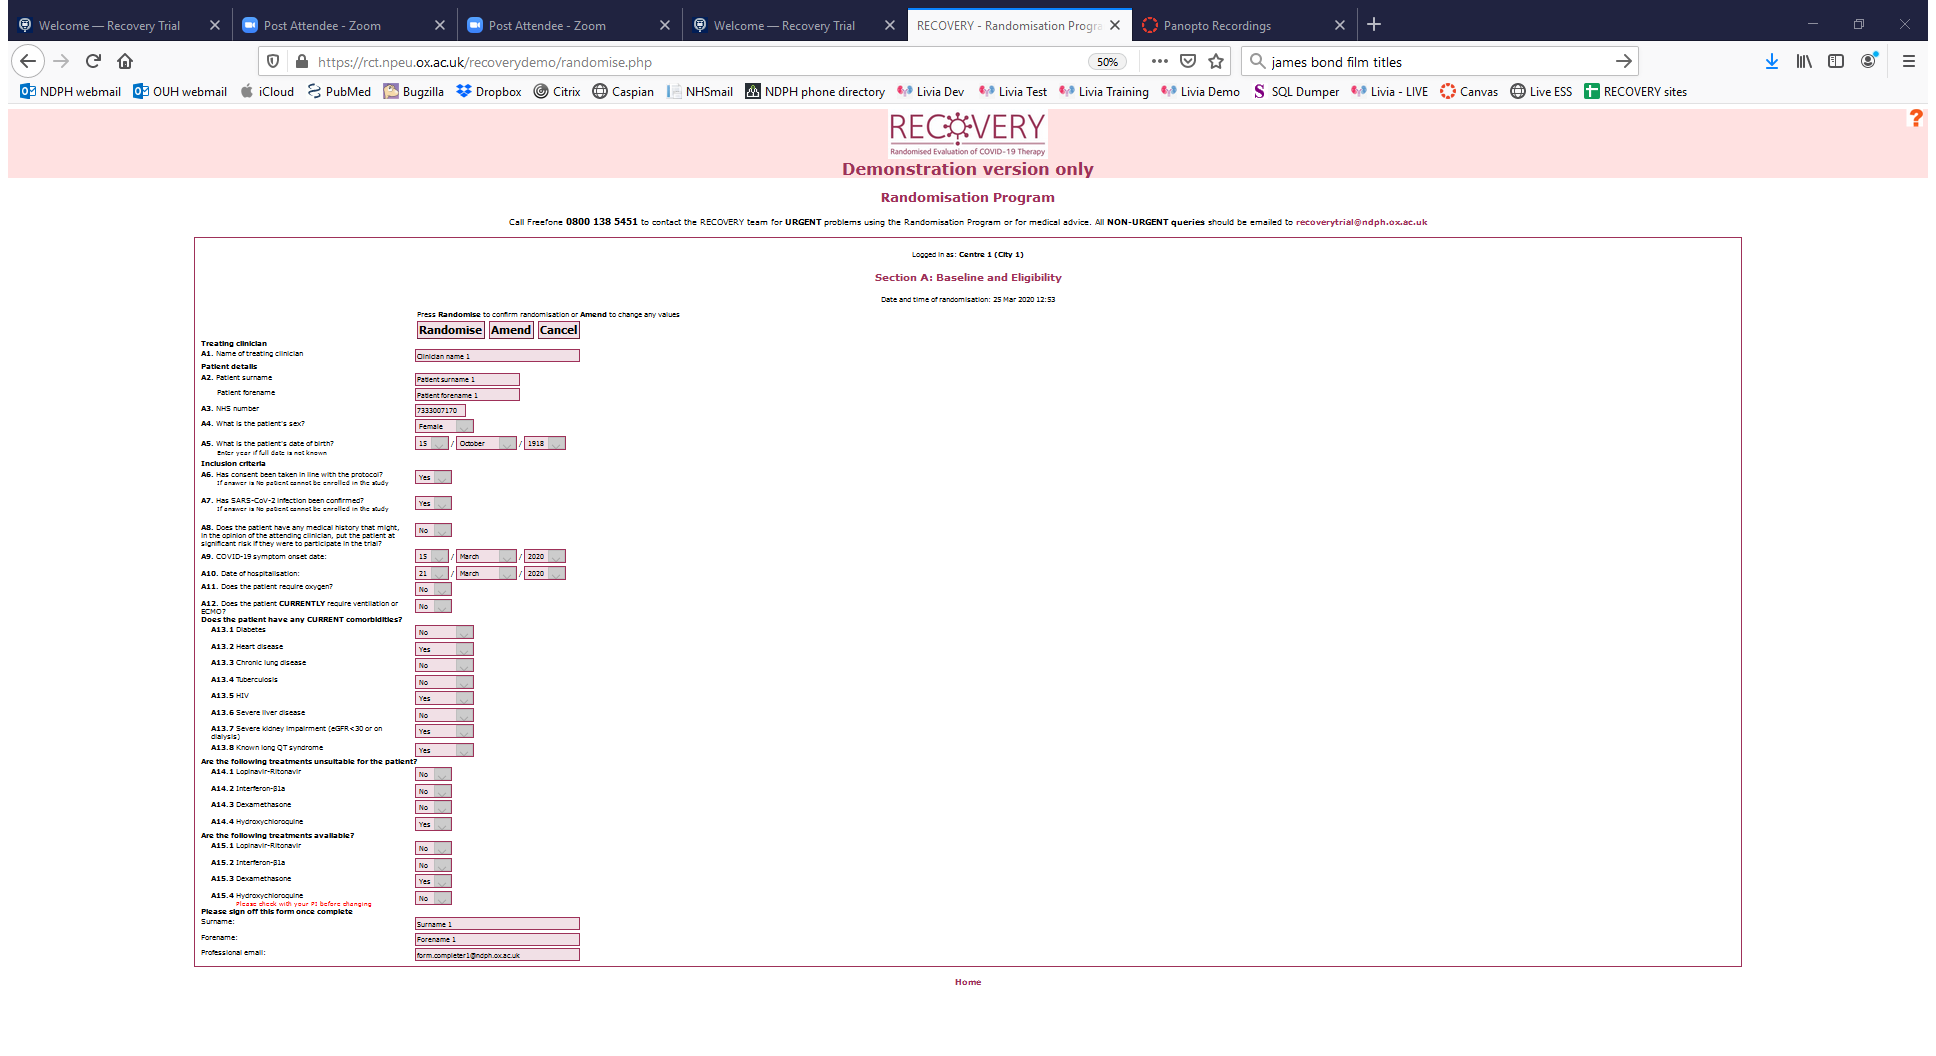 Welcome — Recovery Trial
Post Attendee - Zoom
Post Attendee - Zoom
Welcome — Recovery Trial
RECOVERY - Randomisation Progra
Panopto Recordings
https://rct.npeu.ox.ac.uk/recoverydemo/randomise.php
50%
james bond film titles
NDPH webmail
OUH webmail
iCloud
PubMed
Bugzilla
Dropbox
Citrix
Caspian
NHSmail
NDPH phone directory
Livia Dev
Livia Test
Livia Training
Livia Demo
SQL Dumper
Livia - LIVE
Canvas
Live ESS
RECOVERY sites
RECOVERY
Randomised Evaluation of COVID-19 Therapy
?
Demonstration version only
Randomisation Program
Call Freefone 0800 138 5451 to contact the RECOVERY team for URGENT problems using the Randomisation Program or for medical advice. All NON-URGENT queries should be emailed to recoverytrial@ndph.ox.ac.uk
Logged in as: Centre 1 (City 1)
Section A: Baseline and Eligibility
Date and time of randomisation: 25 Mar 2020 12:53
Press Randomise to confirm randomisation or Amend to change any values
Randomise Amend Cancel
Treating clinician
A1. Name of treating clinician
Clinician name 1
Patient details
A2. Patient surname
Patient surname 1
Patient forename
Patient forename 1
A3. NHS number
7333007170
A4. What is the patient's sex?
Female
A5. What is the patient's date of birth?
15 / October / 1918
Enter year if full date is not known
Inclusion criteria
A6. Has consent been taken in line with the protocol?
If answer is No patient cannot be enrolled in the study
Yes
A7. Has SARS-CoV-2 infection been confirmed?
If answer is No patient cannot be enrolled in the study
Yes
A8. Does the patient have any medical history that might,
in the opinion of the attending clinician, put the patient at
significant risk if they were to participate in the trial?
No
A9. COVID-19 symptom onset date:
15 / March / 2020
A10. Date of hospitalisation:
21 / March / 2020
A11. Does the patient require oxygen?
No
A12. Does the patient CURRENTLY require ventilation or
ECMO?
No
Does the patient have any CURRENT comorbidities?
A13.1 Diabetes
No
A13.2 Heart disease
Yes
A13.3 Chronic lung disease
No
A13.4 Tuberculosis
No
A13.5 HIV
Yes
A13.6 Severe liver disease
No
A13.7 Severe kidney impairment (eGFR<30 or on
dialysis)
Yes
A13.8 Known long QT syndrome
Yes
Are the following treatments unsuitable for the patient?
A14.1 Lopinavir-Ritonavir
No
A14.2 Interferon-β1a
No
A14.3 Dexamethasone
No
A14.4 Hydroxychloroquine
Yes
Are the following treatments available?
A15.1 Lopinavir-Ritonavir
No
A15.2 Interferon-β1a
No
A15.3 Dexamethasone
Yes
A15.4 Hydroxychloroquine
No
Please check with your PI before changing
Please sign off this form once complete
Surname:
Surname 1
Forename:
Forename 1
Professional email:
form.completer1@ndph.ox.ac.uk
Home